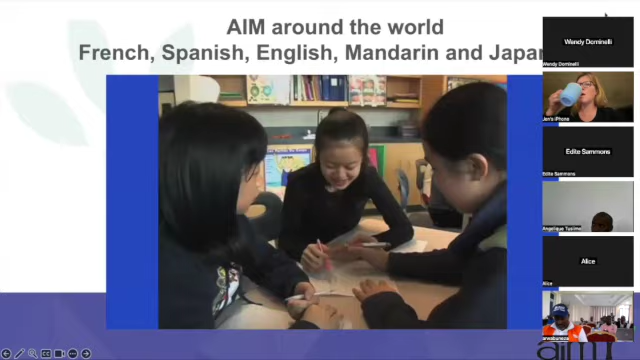 AIM around the world
French, Spanish, English, Mandarin and Japan
Wendy Dominelli
Wendy Dominelli
Jen's iPhone
Edite Sammons
Edite Sammons
Angelique Tusiime
Alice
Alice
aim